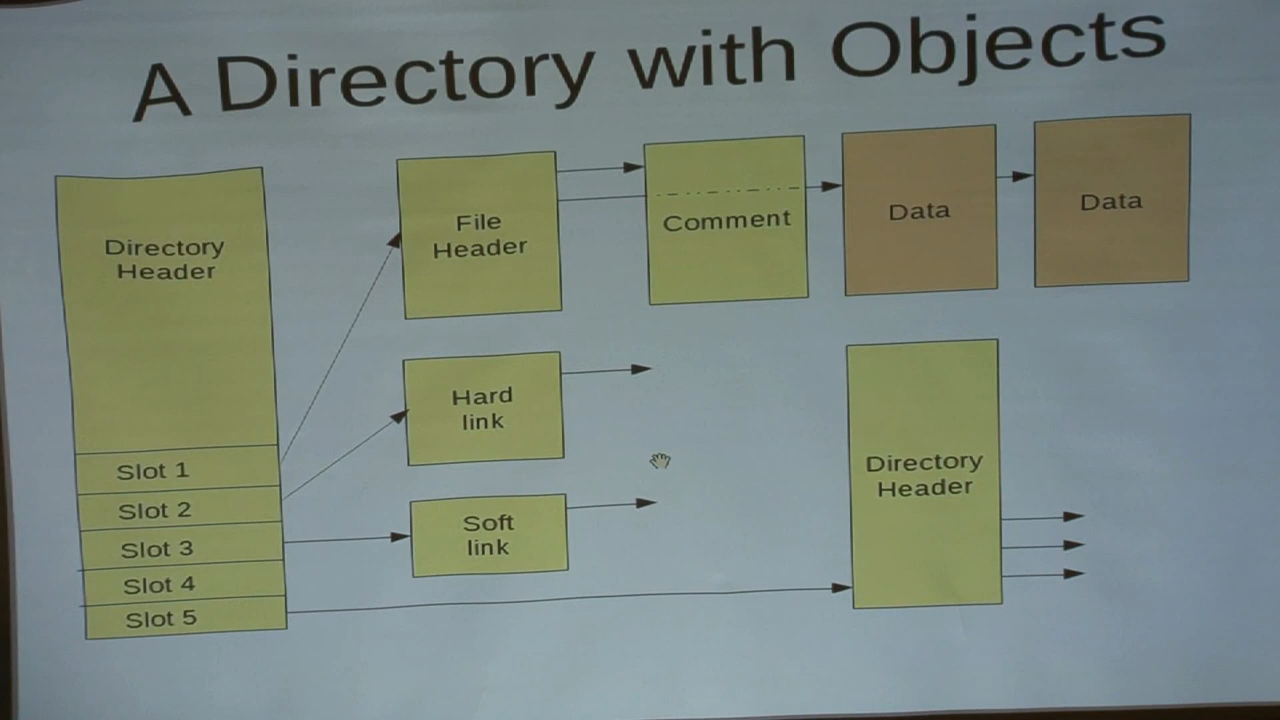 A Directory with Objects
Directory
Header
Slot 1
Slot 2
Slot 3
Slot 4
Slot 5
File
Header
Comment
Data
Data
Hard
link
Soft
link
Directory
Header